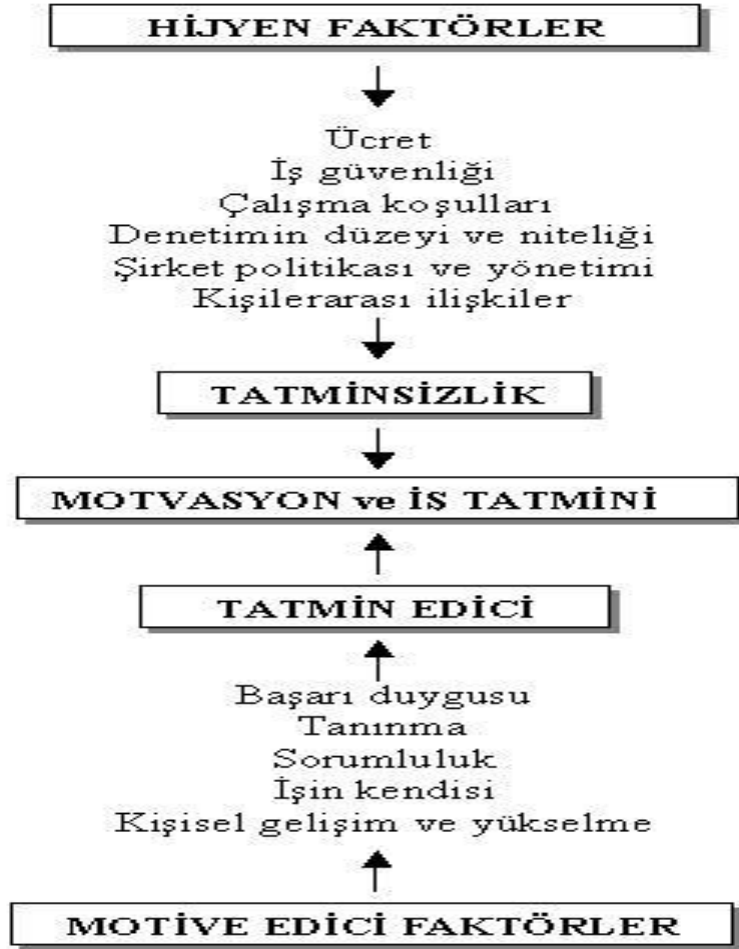 HİJYEN FAKTÖRLER
Ücret
İş güvenliği
Çalışma koşulları
Denetimin düzeyi ve niteliği
Şirket politikası ve yönetimi
Kişilerarası ilişkiler
TATMİNSİZLİK
MOTVASYON ve İŞ TATMİNİ
TATMİN EDİCİ
Başarı duygusu
Tanınma
Sorumluluk
İşin kendisi
Kişisel gelişim ve yükselme
MOTİVE EDİCİ FAKTÖRLER